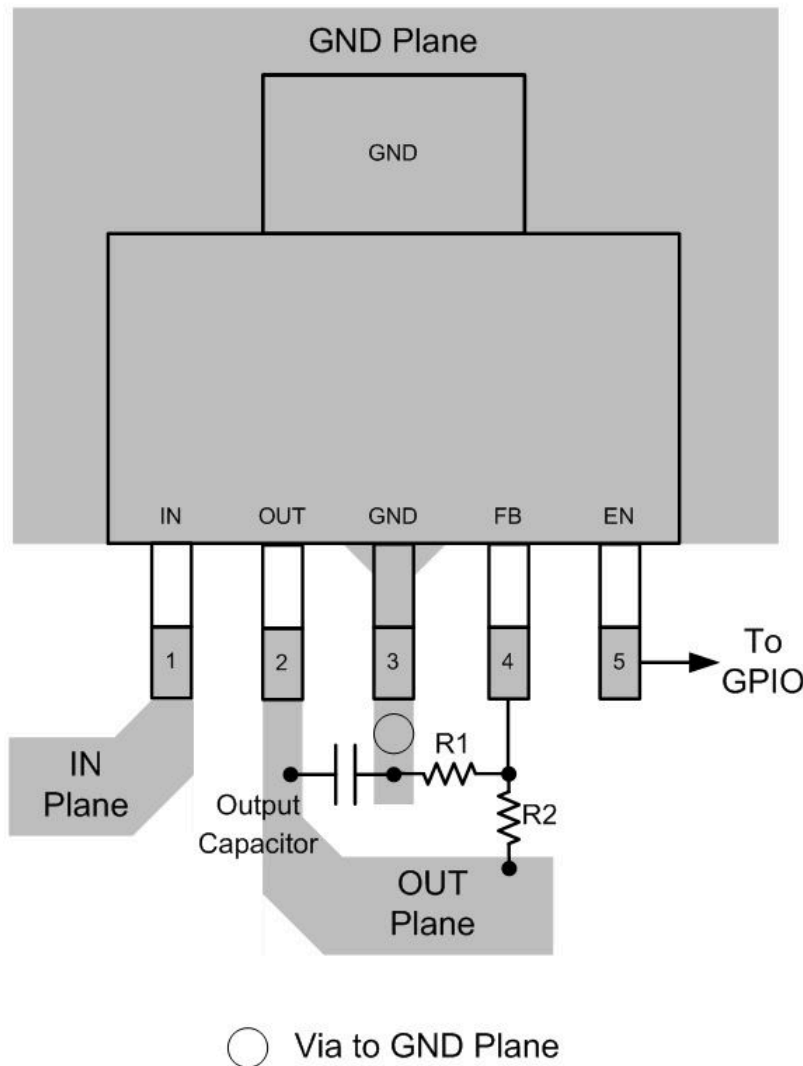 GND Plane
GND
IN OUT GND FB EN
1 2 3 4 5
To
GPIO
R1
IN
Plane
Output
Capacitor
R2
OUT
Plane
Via to GND Plane